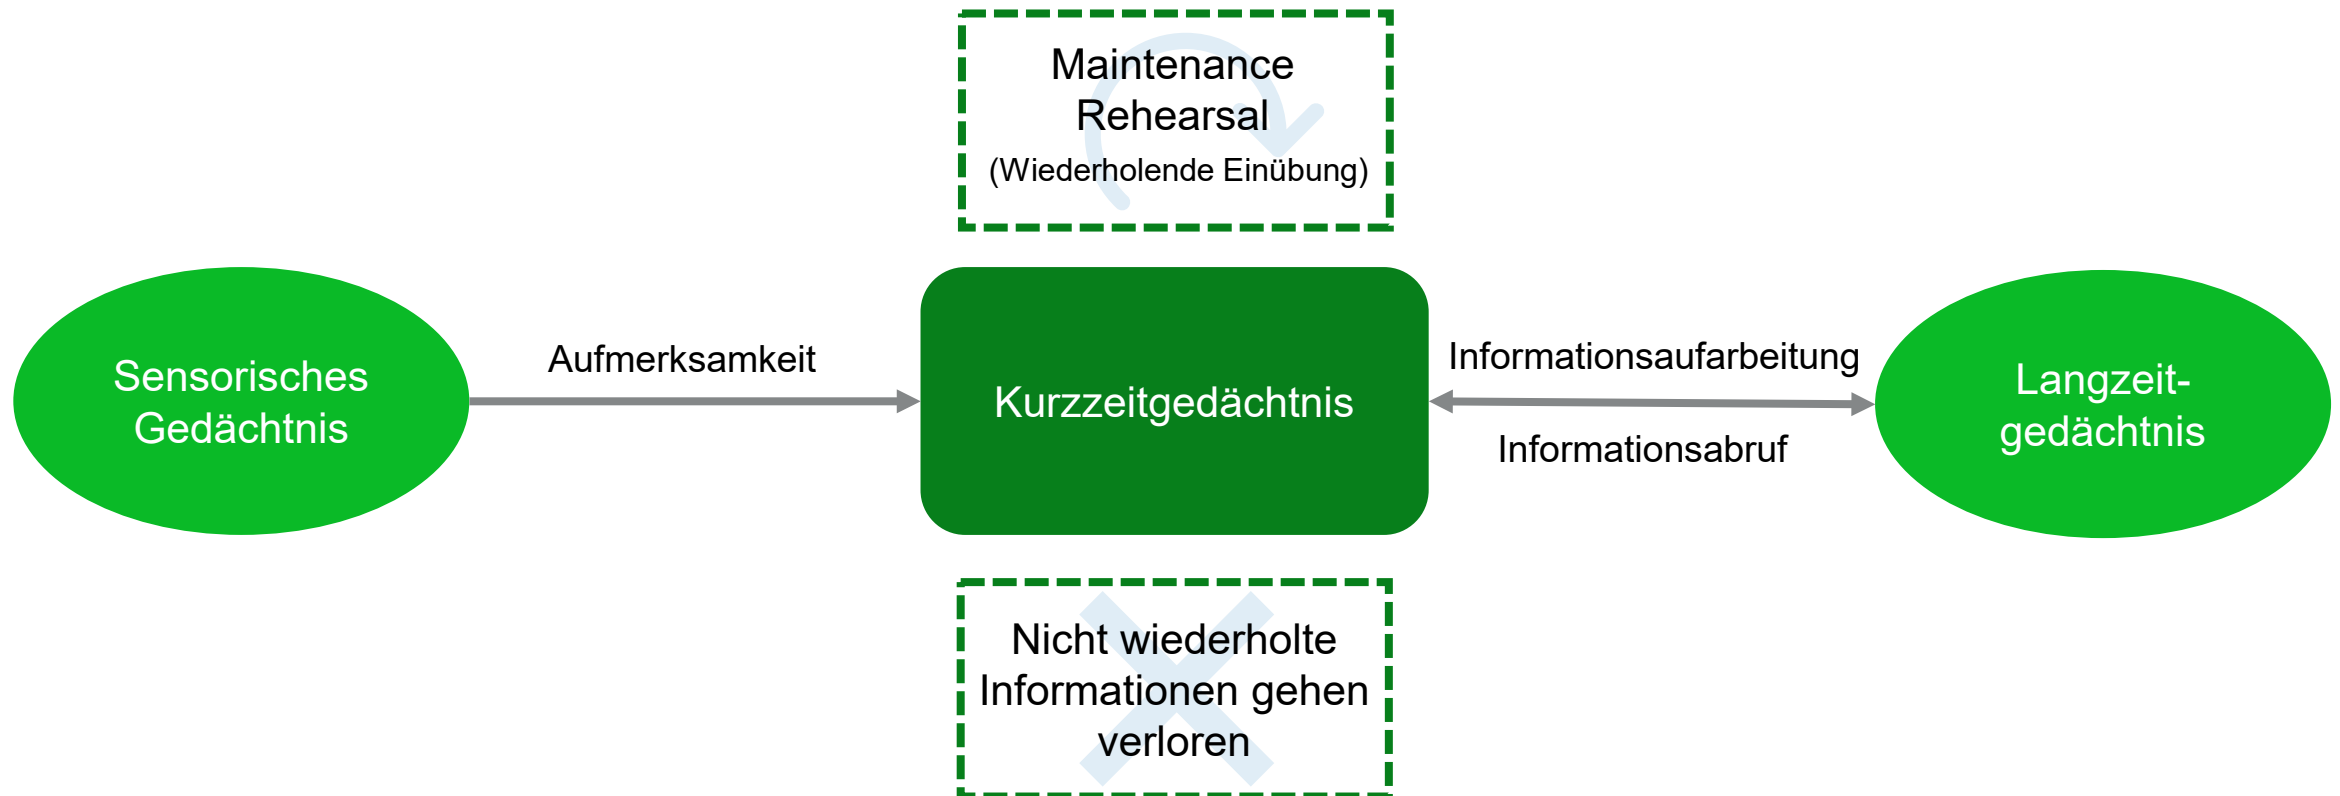 Maintenance
Rehearsal
(Wiederholende Einübung)
Sensorisches
Gedächtnis
Aufmerksamkeit
Kurzzeitgedächtnis
Informationsaufarbeitung
Informationsabruf
Langzeit-
gedächtnis
Nicht wiederholte
Informationen gehen
verloren